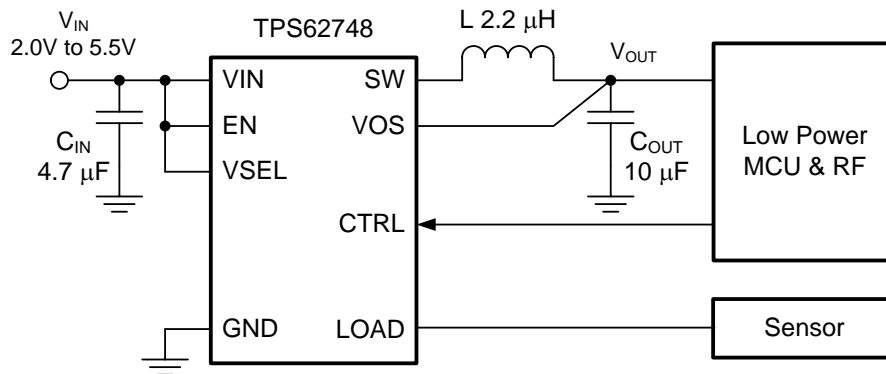 V_IN
2.0V to 5.5V
TPS62748
L 2.2 μH
V_OUT
VIN
SW
EN
VOS
C_IN
4.7 μF
VSEL
C_OUT
10 μF
Low Power
MCU & RF
CTRL
GND
LOAD
Sensor